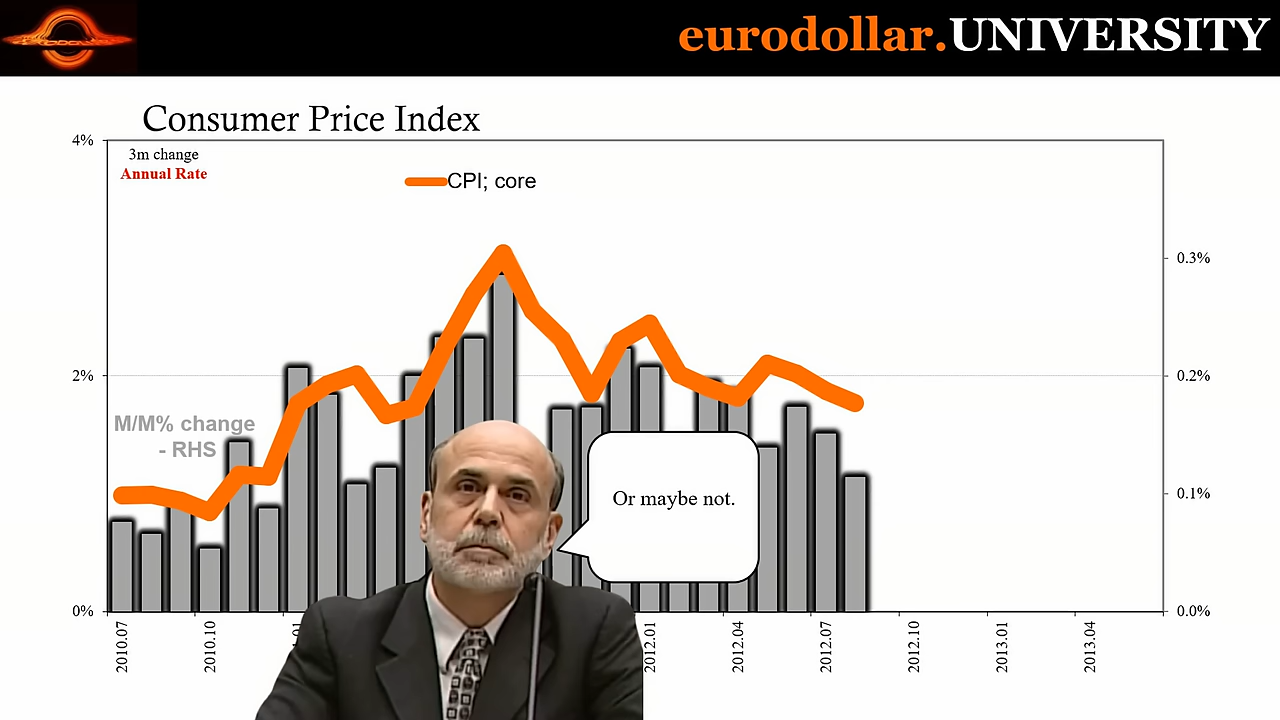 eurodollar.UNIVERSITY
Consumer Price Index
4%
3m change
Annual Rate
CPI; core
0.3%
2%
0.2%
M/M% change
- RHS
Or maybe not.
0.1%
0%
0.0%
2010.07
2010.10
2012.01
2012.04
2012.07
2012.10
2013.01
2013.04